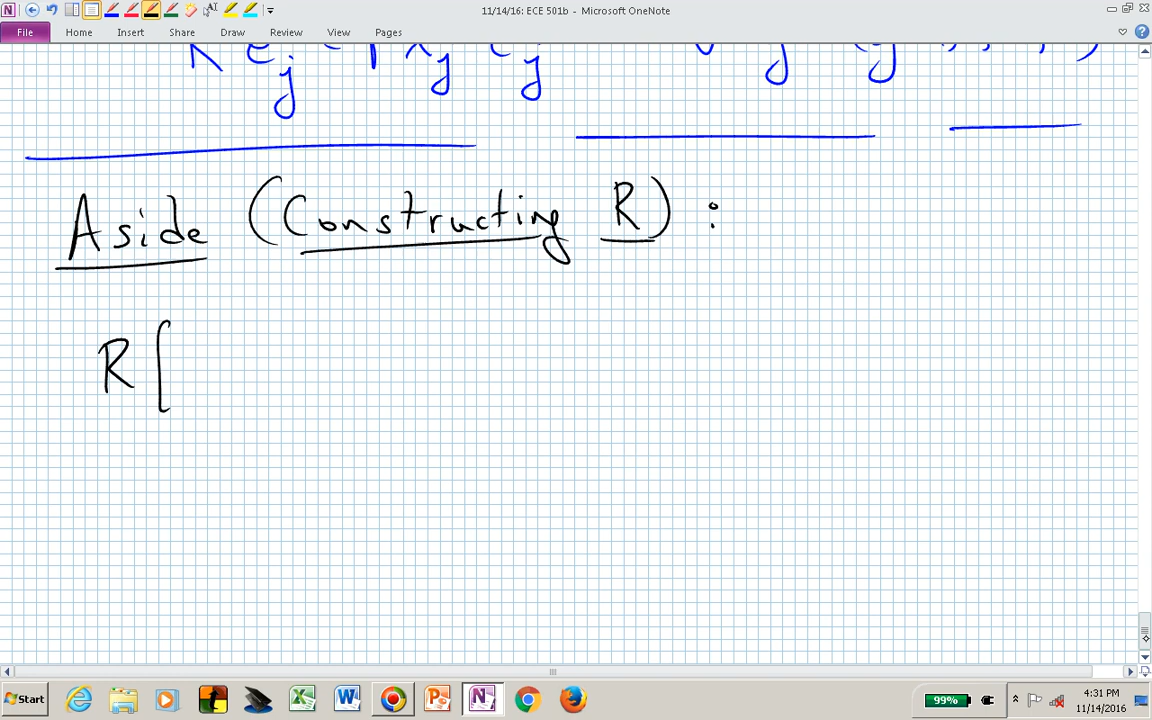 11/14/16: ECE 501b - Microsoft OneNote
File Home Insert Share Draw Review View Pages
Aside (Constructing R) :
R [
99%
4:31 PM
11/14/2016
Start